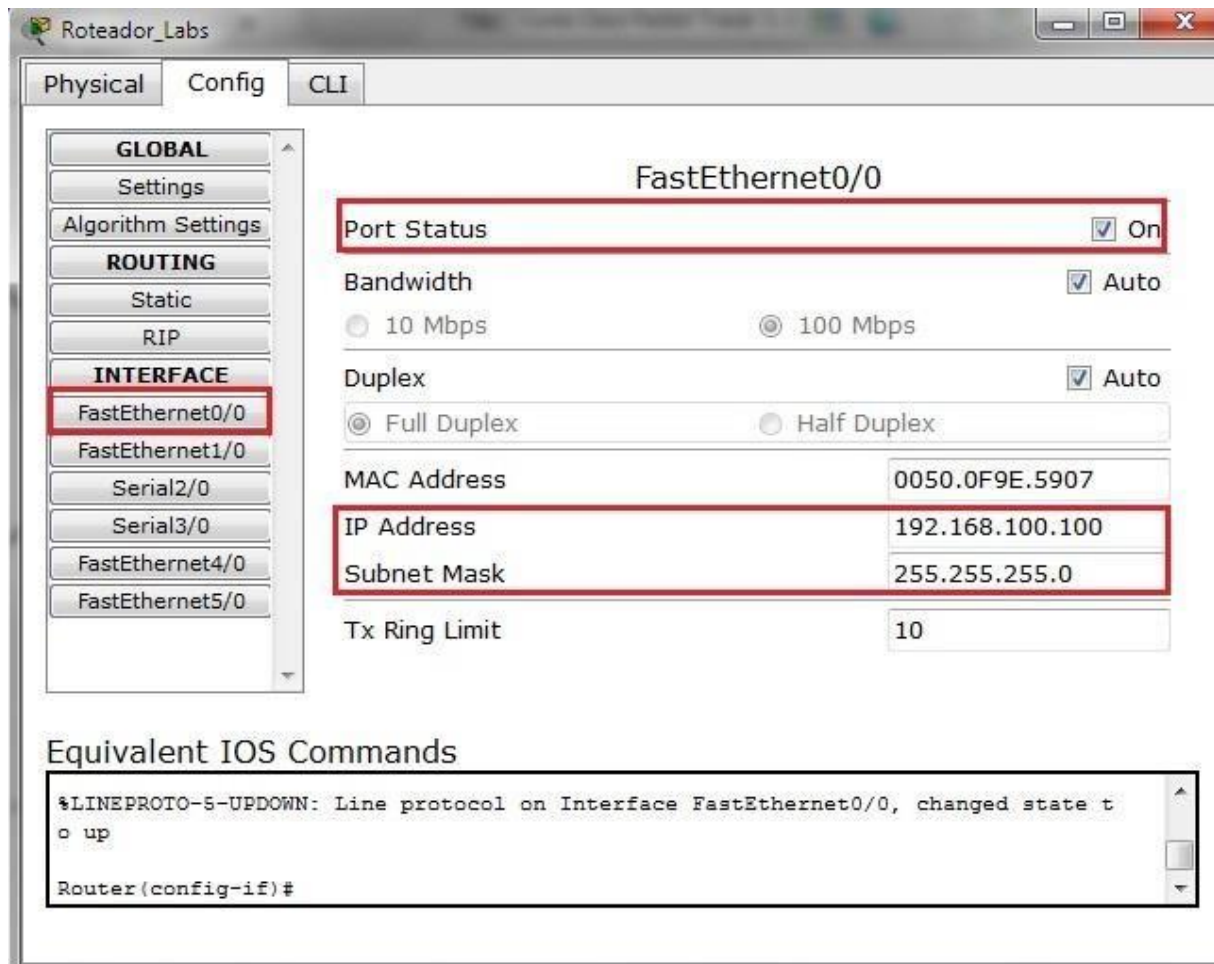 Roteador_Labs
Physical Config CLI
GLOBAL
Settings
Algorithm Settings
ROUTING
Static
RIP
INTERFACE
FastEthernet0/0
FastEthernet1/0
Serial2/0
Serial3/0
FastEthernet4/0
FastEthernet5/0
FastEthernet0/0
Port Status On
Bandwidth Auto
10 Mbps 100 Mbps
Duplex Auto
Full Duplex Half Duplex
MAC Address 0050.0F9E.5907
IP Address 192.168.100.100
Subnet Mask 255.255.255.0
Tx Ring Limit 10
Equivalent IOS Commands
%LINEPROTO-5-UPDOWN: Line protocol on Interface FastEthernet0/0, changed state t
o up
Router(config-if)#